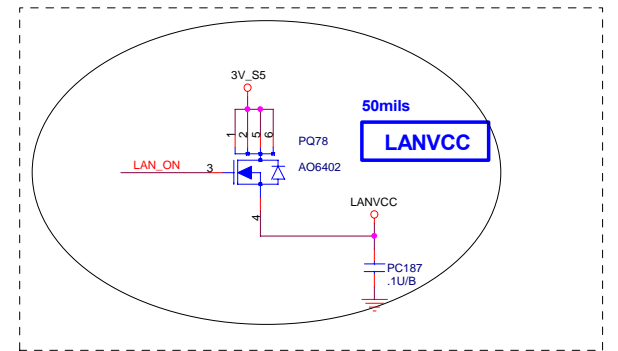 3V_S5
50mils
1 2 5 6
PQ78
LANVCC
LAN_ON
3
AO6402
LANVCC
4
PC187
.1U/B